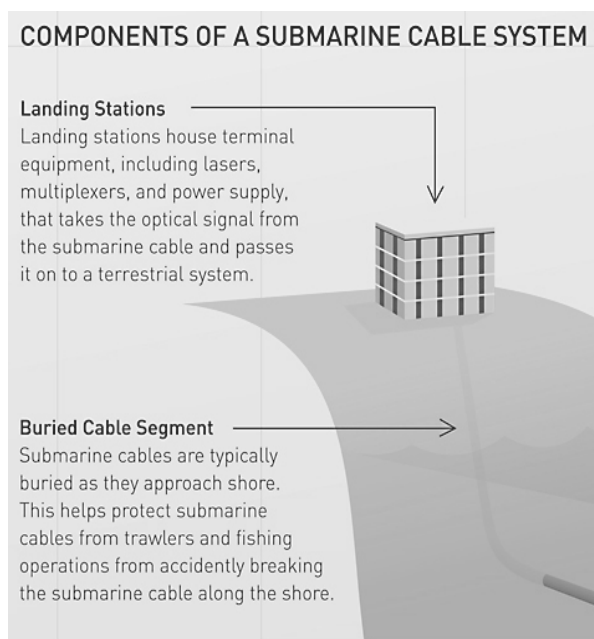 COMPONENTS OF A SUBMARINE CABLE SYSTEM
Landing Stations
Landing stations house terminal
equipment, including lasers,
multiplexers, and power supply,
that takes the optical signal from
the submarine cable and passes
it on to a terrestrial system.
Buried Cable Segment
Submarine cables are typically
buried as they approach shore.
This helps protect submarine
cables from trawlers and fishing
operations from accidently breaking
the submarine cable along the shore.